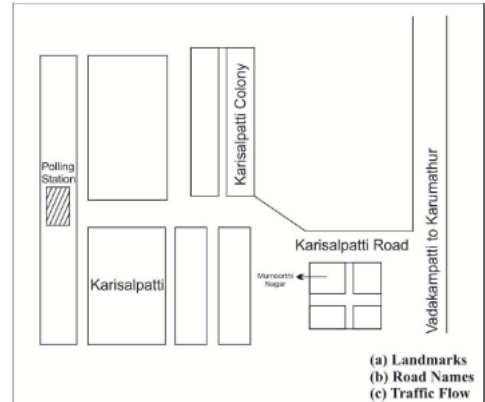 Karisalpatti Colony
Polling
Station
Vadakampatti to Karumathur
Karisalpatti Road
Mumoorthi
Nagar
Karisalpatti
(a) Landmarks
(b) Road Names
(c) Traffic Flow